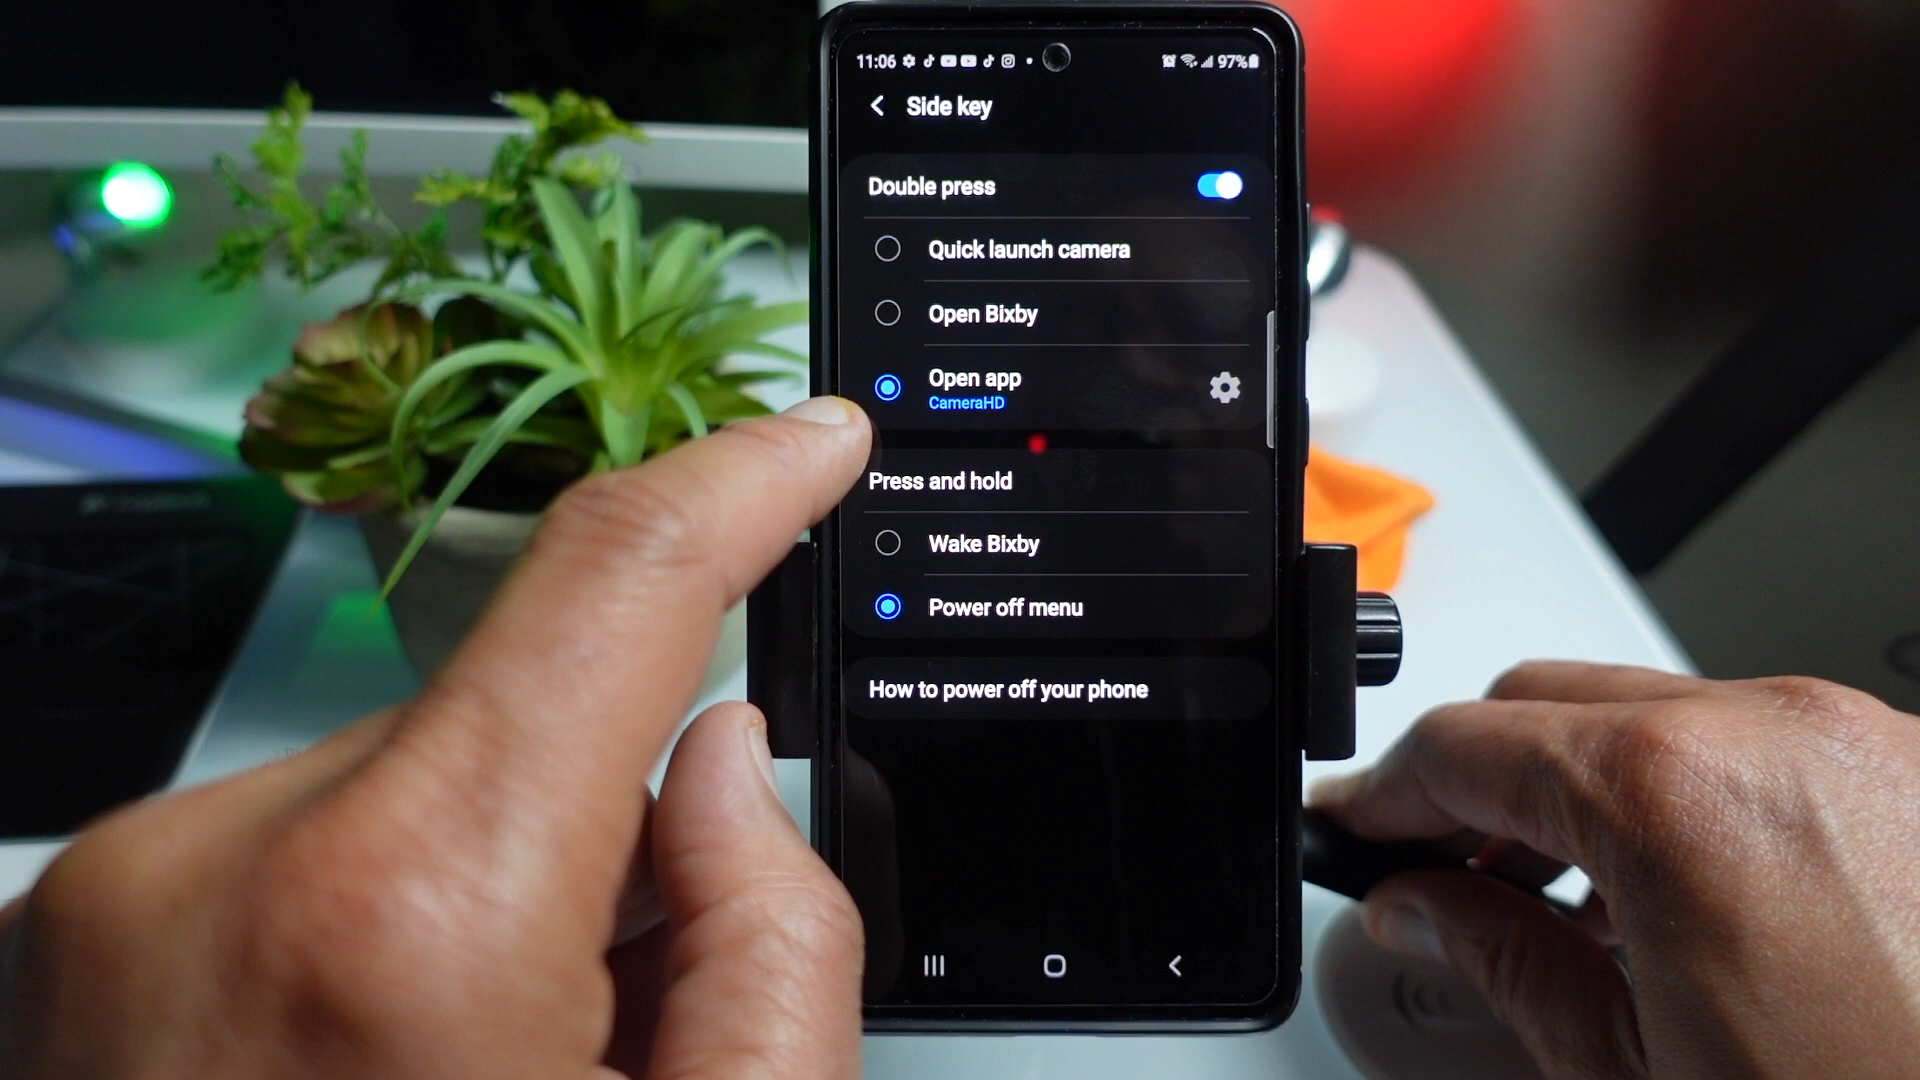 11:06 97%
Side key
Double press
Quick launch camera
Open Bixby
Open app
CameraHD
Press and hold
Wake Bixby
Power off menu
How to power off your phone